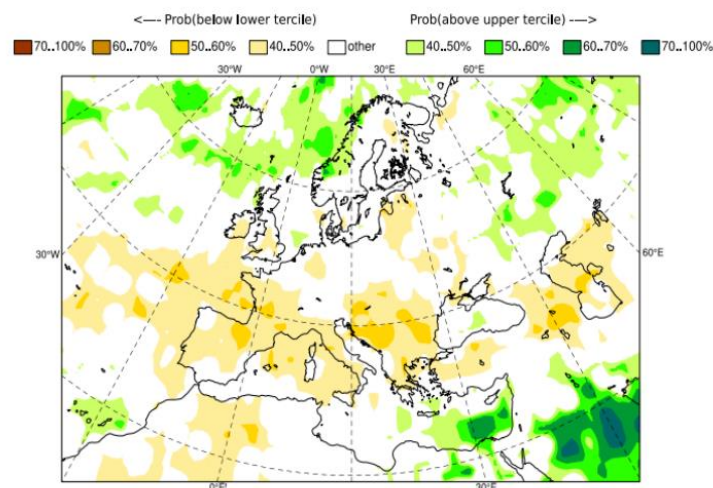 <---- Prob(below lower tercile) Prob(above upper tercile) ---->
70..100% 60..70% 50..60% 40..50% other 40..50% 50..60% 60..70% 70..100%
30°W 0°W 30°E 60°E
30°W 60°E
0°E 30°E